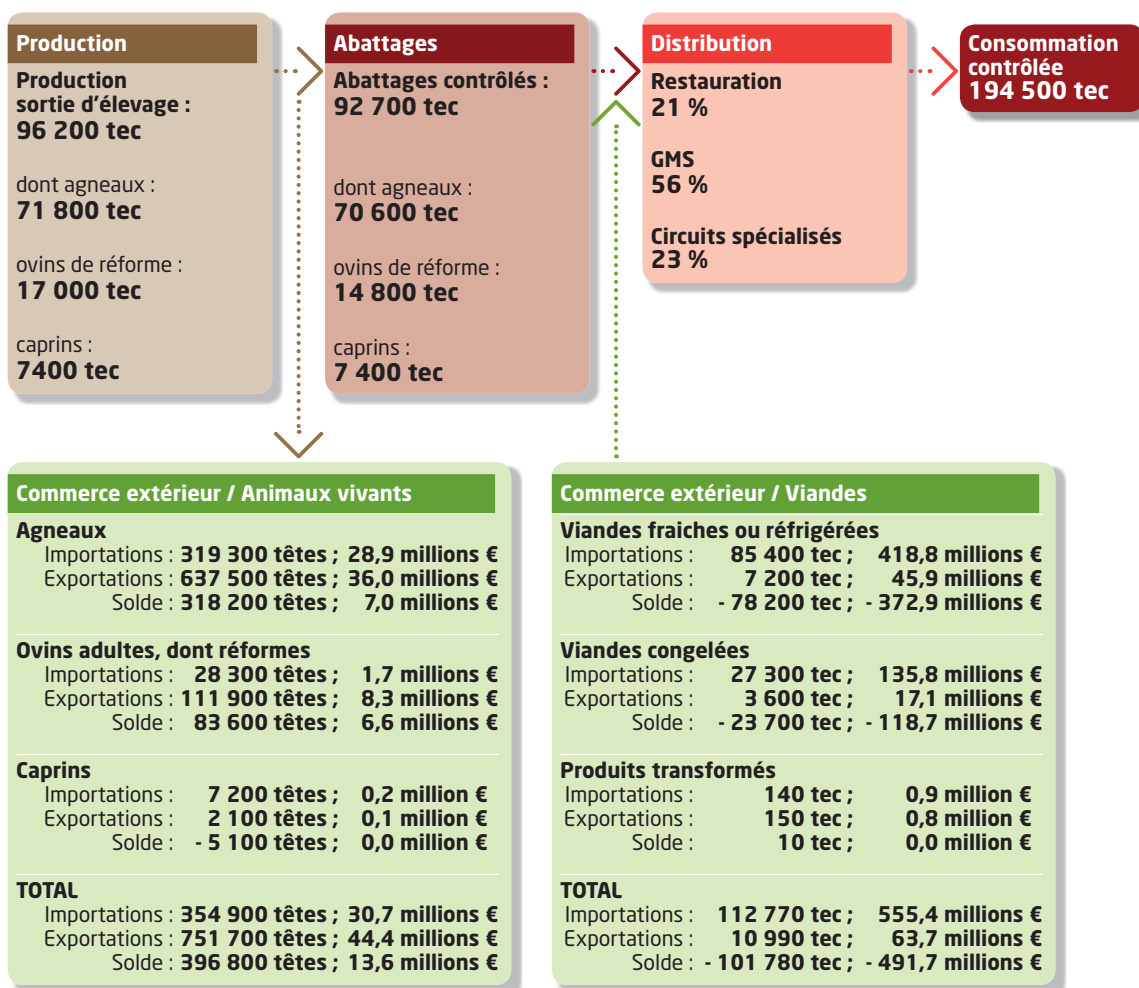 Production
Production
sortie d'élevage :
96 200 tec
dont agneaux :
71 800 tec
ovins de réforme :
17 000 tec
caprins :
7400 tec
Abattages
Abattages contrôlés :
92 700 tec
dont agneaux :
70 600 tec
ovins de réforme :
14 800 tec
caprins :
7 400 tec
Distribution
Restauration
21 %
GMS
56 %
Circuits spécialisés
23 %
Consommation
contrôlée
194 500 tec
Commerce extérieur / Animaux vivants
Agneaux
Importations : 319 300 têtes ; 28,9 millions €
Exportations : 637 500 têtes ; 36,0 millions €
Solde : 318 200 têtes ; 7,0 millions €
Ovins adultes, dont réformes
Importations : 28 300 têtes ; 1,7 millions €
Exportations : 111 900 têtes ; 8,3 millions €
Solde : 83 600 têtes ; 6,6 millions €
Caprins
Importations : 7 200 têtes ; 0,2 million €
Exportations : 2 100 têtes ; 0,1 million €
Solde : - 5 100 têtes ; 0,0 million €
TOTAL
Importations : 354 900 têtes ; 30,7 millions €
Exportations : 751 700 têtes ; 44,4 millions €
Solde : 396 800 têtes ; 13,6 millions €
Commerce extérieur / Viandes
Viandes fraiches ou réfrigérées
Importations : 85 400 tec ; 418,8 millions €
Exportations : 7 200 tec ; 45,9 millions €
Solde : - 78 200 tec ; - 372,9 millions €
Viandes congelées
Importations : 27 300 tec ; 135,8 millions €
Exportations : 3 600 tec ; 17,1 millions €
Solde : - 23 700 tec ; - 118,7 millions €
Produits transformés
Importations : 140 tec ; 0,9 million €
Exportations : 150 tec ; 0,8 million €
Solde : 10 tec ; 0,0 million €
TOTAL
Importations : 112 770 tec ; 555,4 millions €
Exportations : 10 990 tec ; 63,7 millions €
Solde : - 101 780 tec ; - 491,7 millions €